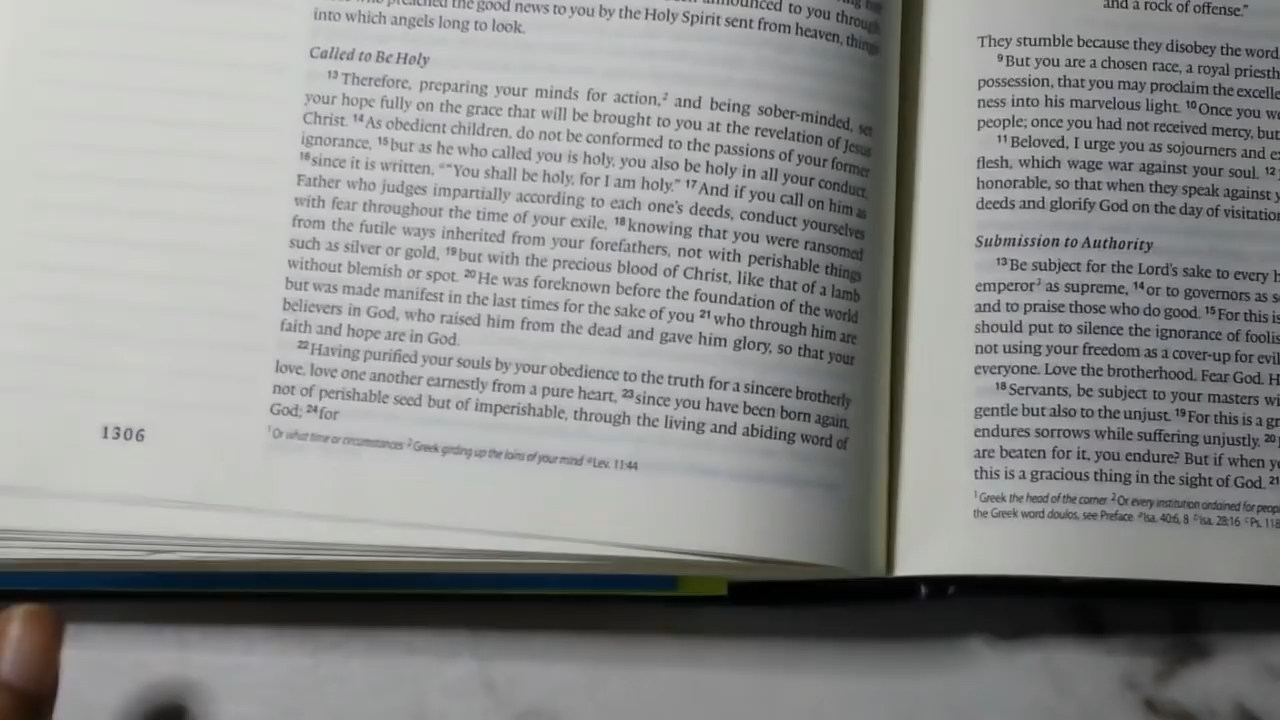 preached the good news to you by the Holy Spirit sent from heaven, things
announced to you through
into which angels long to look.
Called to Be Holy
13 Therefore, preparing your minds for action,2 and being sober-minded, set
your hope fully on the grace that will be brought to you at the revelation of Jesus
Christ. 14 As obedient children, do not be conformed to the passions of your former
ignorance, 15 but as he who called you is holy, you also be holy in all your conduct,
16 since it is written, a“You shall be holy, for I am holy.” 17 And if you call on him as
Father who judges impartially according to each one's deeds, conduct yourselves
with fear throughout the time of your exile, 18 knowing that you were ransomed
from the futile ways inherited from your forefathers, not with perishable things
such as silver or gold, 19 but with the precious blood of Christ, like that of a lamb
without blemish or spot. 20 He was foreknown before the foundation of the world
but was made manifest in the last times for the sake of you 21 who through him are
believers in God, who raised him from the dead and gave him glory, so that your
faith and hope are in God.
22 Having purified your souls by your obedience to the truth for a sincere brotherly
love, love one another earnestly from a pure heart, 23 since you have been born again,
not of perishable seed but of imperishable, through the living and abiding word of
God; 24 for
1 Or what time or circumstances 2 Greek girding up the loins of your mind a Lev. 11:44
1306
and a rock of offense.”
They stumble because they disobey the word
9 But you are a chosen race, a royal priesth
possession, that you may proclaim the excelle
ness into his marvelous light. 10 Once you w
people; once you had not received mercy, but
11 Beloved, I urge you as sojourners and e
flesh, which wage war against your soul. 12
honorable, so that when they speak against y
deeds and glorify God on the day of visitation
Submission to Authority
13 Be subject for the Lord's sake to every h
emperor3 as supreme, 14 or to governors as s
and to praise those who do good. 15 For this is
should put to silence the ignorance of foolis
not using your freedom as a cover-up for evil
everyone. Love the brotherhood. Fear God. H
18 Servants, be subject to your masters wi
gentle but also to the unjust. 19 For this is a gr
endures sorrows while suffering unjustly. 20
are beaten for it, you endure? But if when yo
this is a gracious thing in the sight of God. 21
1 Greek the head of the corner 2 Or every institution ordained for peopl
the Greek word doulos, see Preface a Isa. 40:6, 8 b Isa. 28:16 c Ps. 118